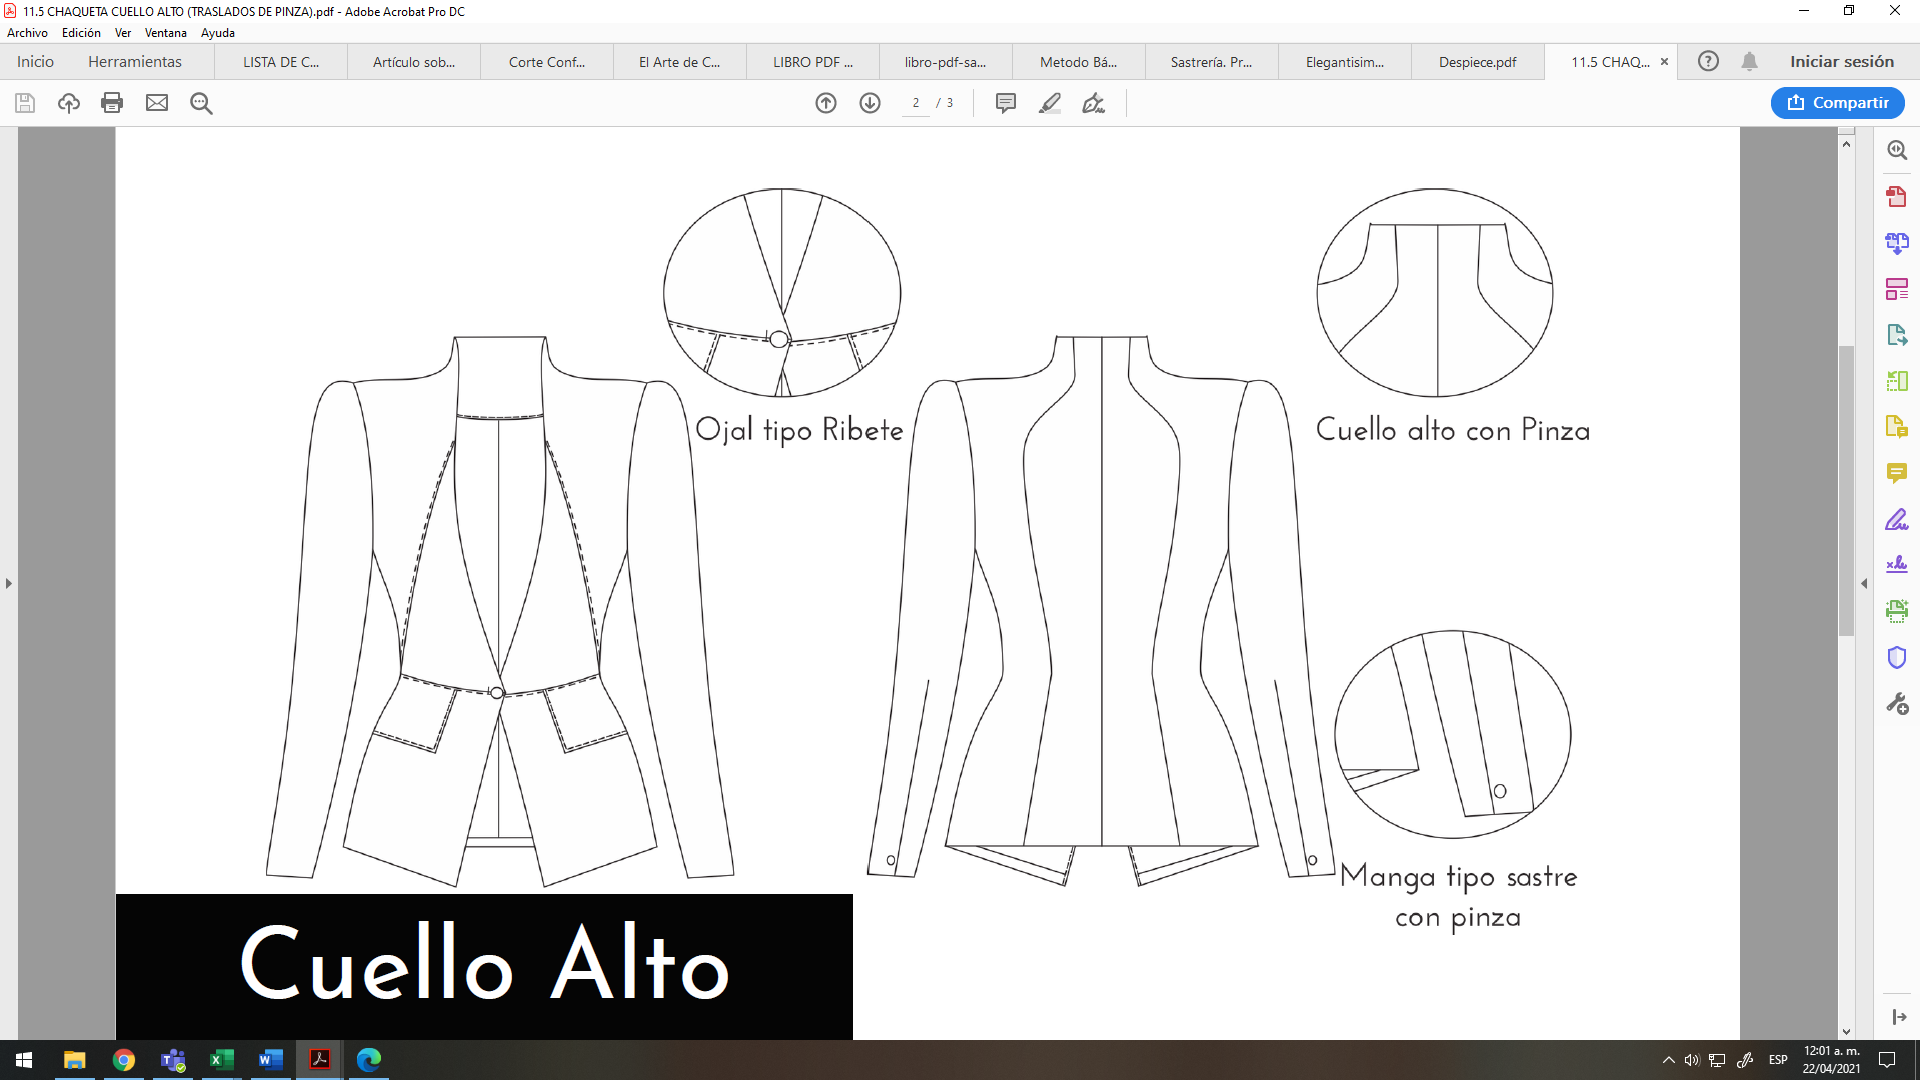 11.5 CHAQUETA CUELLO ALTO (TRASLADOS DE PINZA).pdf - Adobe Acrobat Pro DC
Archivo Edición Ver Ventana Ayuda
Inicio Herramientas LISTA DE C... Artículo sob... Corte Conf... El Arte de C... LIBRO PDF ... libro-pdf-sa... Metodo Bá... Sastrería. Pr... Elegantisim... Despiece.pdf 11.5 CHAQ... × Iniciar sesión
2 / 3 Compartir
Ojal tipo Ribete
Cuello alto con Pinza
Manga tipo sastre
con pinza
Cuello Alto
ESP
12:01 a. m.
22/04/2021